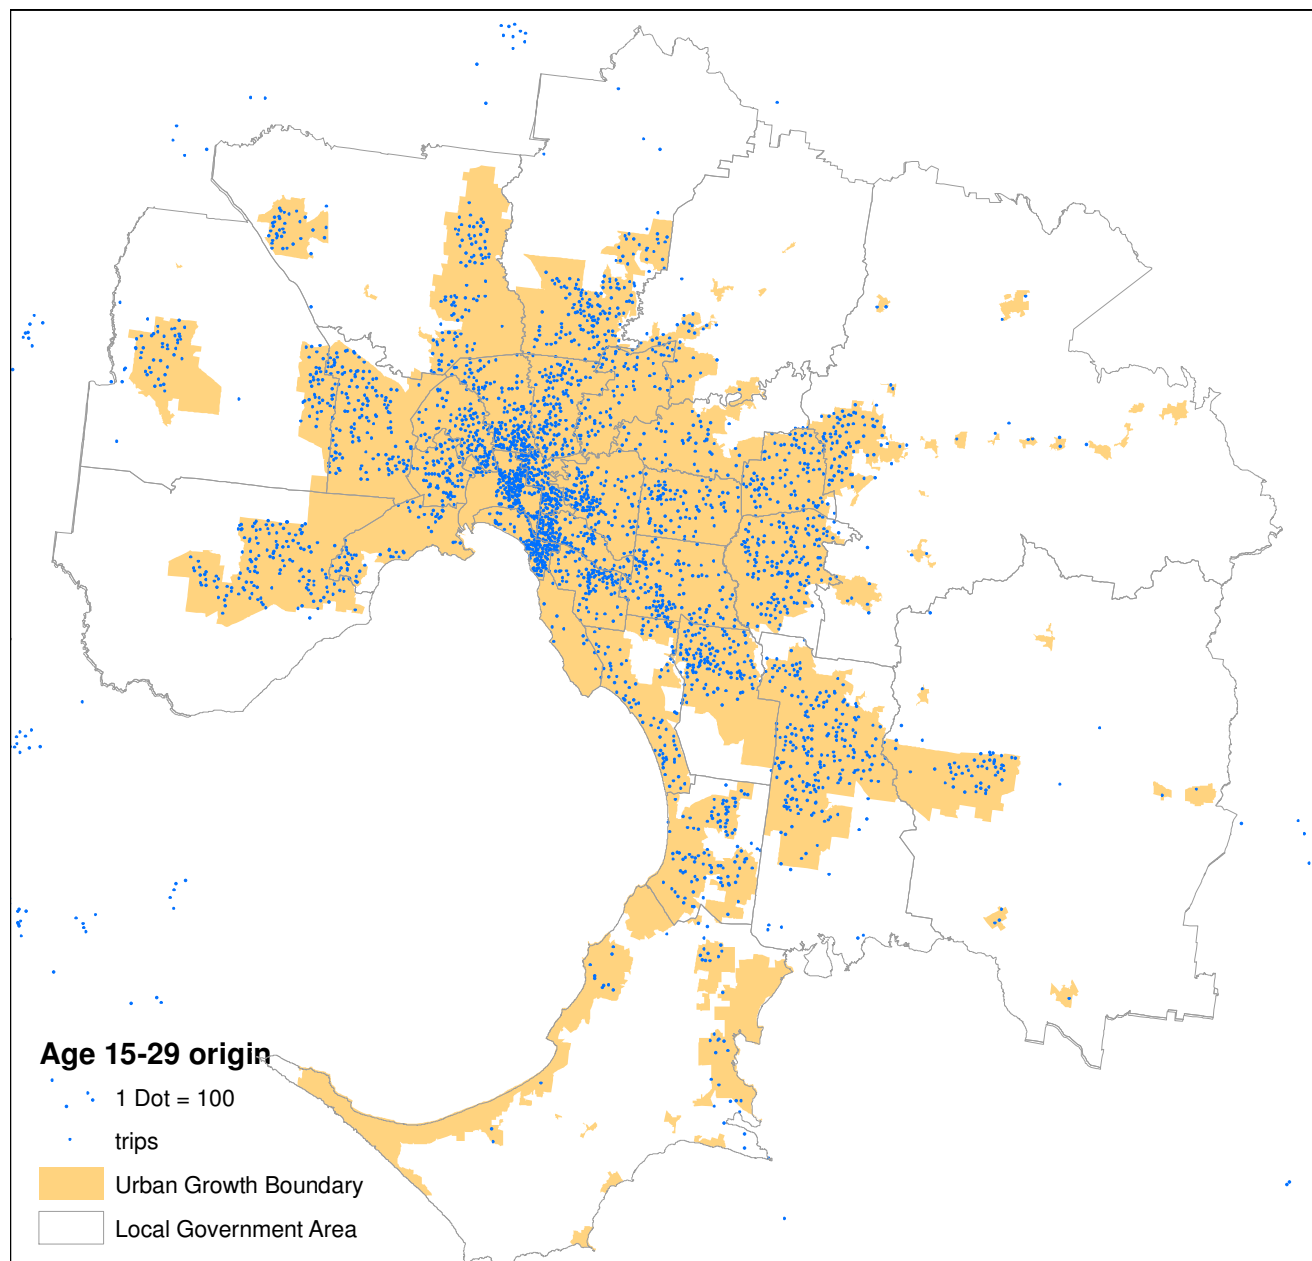 Age 15-29 origin
1 Dot = 100
trips
Urban Growth Boundary
Local Government Area